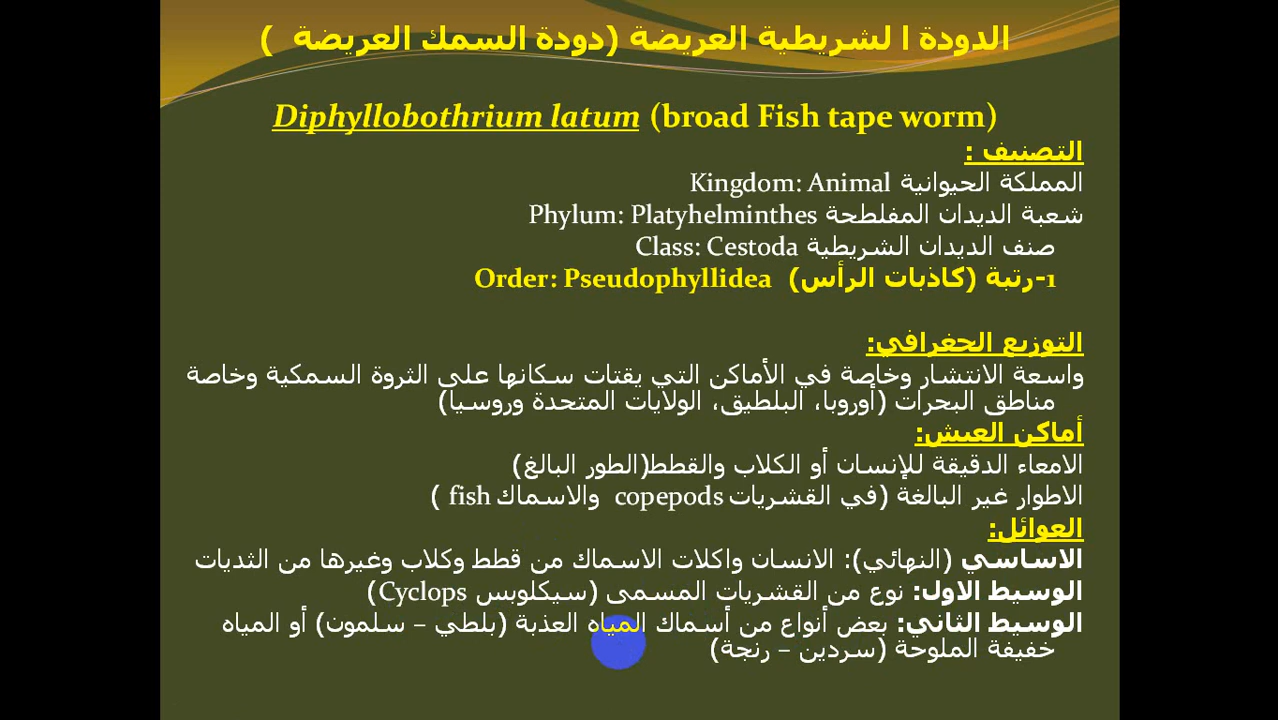 الدودة ا لشريطية العريضة (دودة السمك العريضة )
Diphyllobothrium latum (broad Fish tape worm)
التصنيف :
المملكة الحيوانية Kingdom: Animal
شعبة الديدان المفلطحة Phylum: Platyhelminthes
صنف الديدان الشريطية Class: Cestoda
1-رتبة (كاذبات الرأس) Order: Pseudophyllidea
التوزيع الجغرافي:
واسعة الانتشار وخاصة في الأماكن التي يقتات سكانها على الثروة السمكية وخاصة
مناطق البحرات (أوروبا، البلطيق، الولايات المتحدة وروسيا)
أماكن العيش:
الامعاء الدقيقة للإنسان أو الكلاب والقطط(الطور البالغ)
الاطوار غير البالغة (في القشريات copepods والاسماك fish )
العوائل:
الاساسي (النهائي): الانسان واكلات الاسماك من قطط وكلاب وغيرها من الثديات
الوسيط الاول: نوع من القشريات المسمى (سيكلوبس Cyclops)
الوسيط الثاني: بعض أنواع من أسماك المياه العذبة (بلطي – سلمون) أو المياه
خفيفة الملوحة (سردين – رنجة)